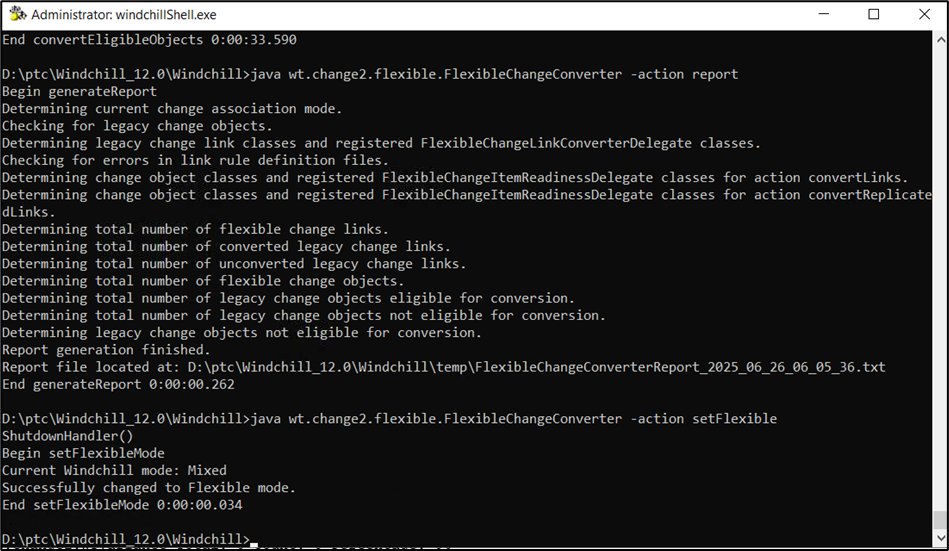 Administrator: windchillShell.exe
End convertEligibleObjects 0:00:33.590
D:\ptc\Windchill_12.0\Windchill>java wt.change2.flexible.FlexibleChangeConverter -action report
Begin generateReport
Determining current change association mode.
Checking for legacy change objects.
Determining legacy change link classes and registered FlexibleChangeLinkConverterDelegate classes.
Checking for errors in link rule definition files.
Determining change object classes and registered FlexibleChangeItemReadinessDelegate classes for action convertLinks.
Determining change object classes and registered FlexibleChangeItemReadinessDelegate classes for action convertReplicate
dLinks.
Determining total number of flexible change links.
Determining total number of converted legacy change links.
Determining total number of unconverted legacy change links.
Determining total number of flexible change objects.
Determining total number of legacy change objects eligible for conversion.
Determining total number of legacy change objects not eligible for conversion.
Determining legacy change objects not eligible for conversion.
Report generation finished.
Report file located at: D:\ptc\Windchill_12.0\Windchill\temp\FlexibleChangeConverterReport_2025_06_26_06_05_36.txt
End generateReport 0:00:00.262
D:\ptc\Windchill_12.0\Windchill>java wt.change2.flexible.FlexibleChangeConverter -action setFlexible
ShutdownHandler()
Begin setFlexibleMode
Current Windchill mode: Mixed
Successfully changed to Flexible mode.
End setFlexibleMode 0:00:00.034
D:\ptc\Windchill_12.0\Windchill>